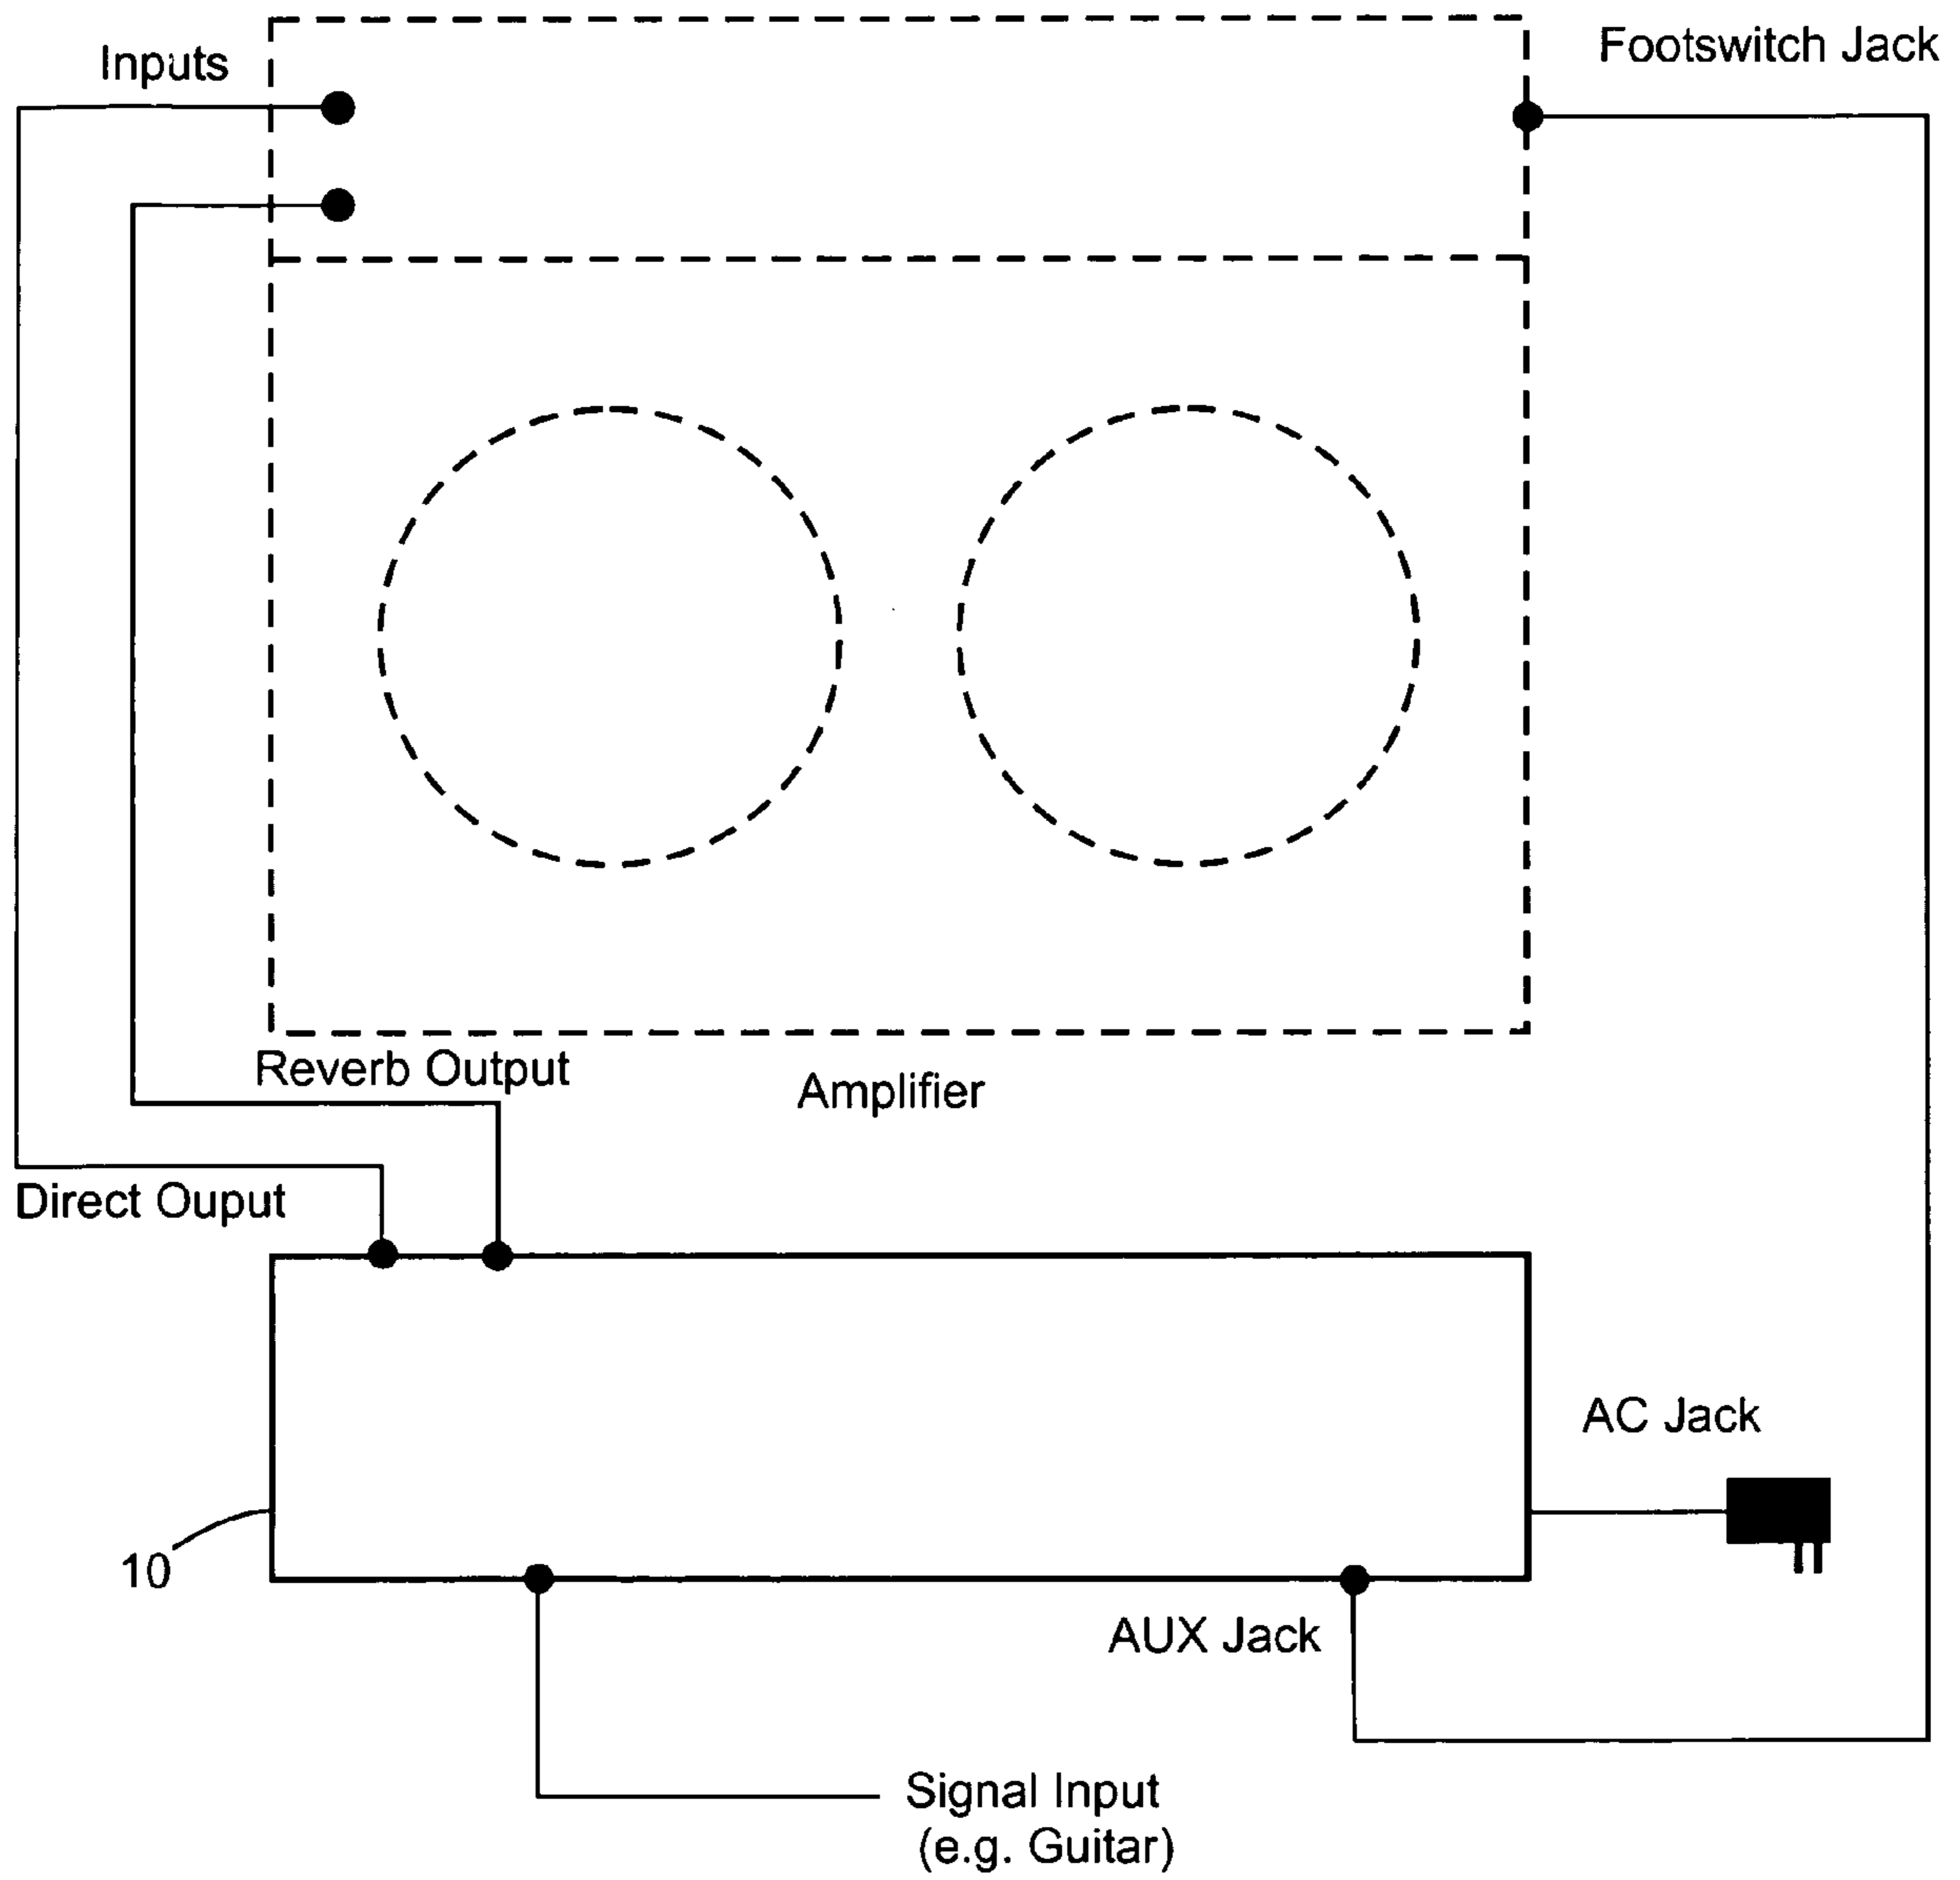 Inputs
Footswitch Jack
Reverb Output
Amplifier
Direct Ouput
AC Jack
10
AUX Jack
Signal Input
(e.g. Guitar)